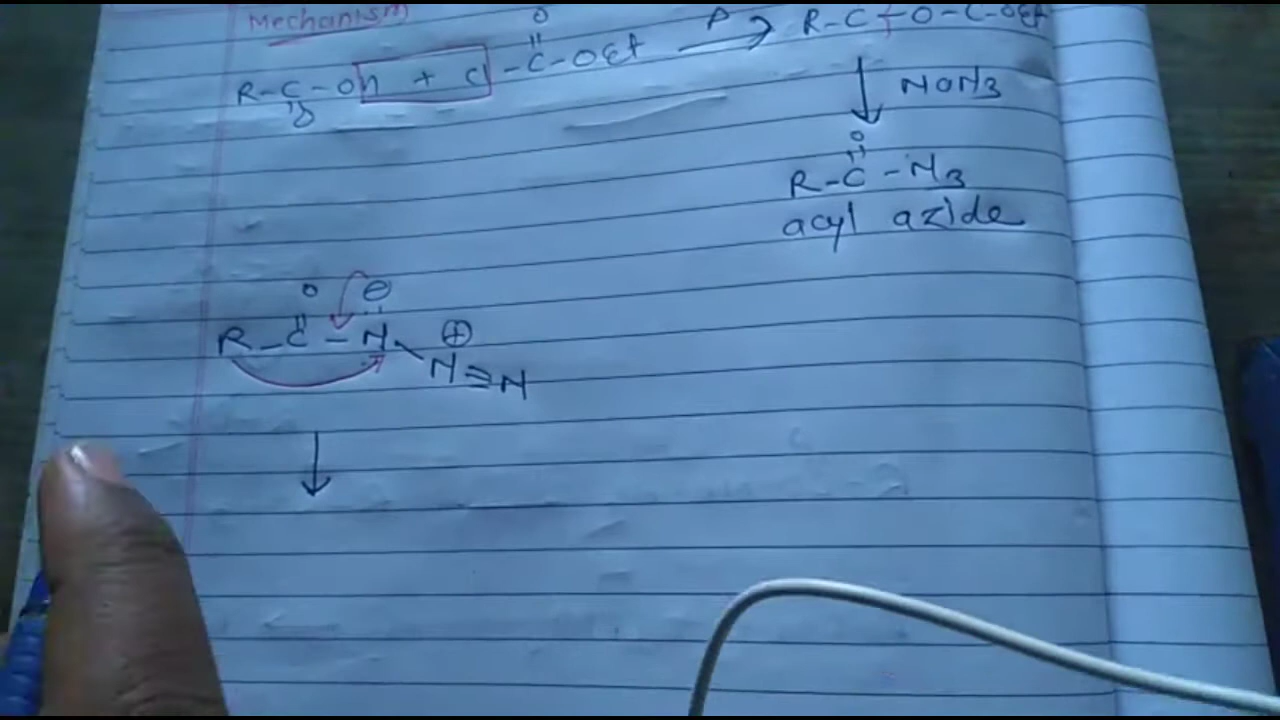 Mechanism
O
R-C-OH + Cl-C-OEt → R-C-O-C-OEt
O
NaN3
O
R-C-N3
acyl azide
O ⊖
R-C-N-N≡N
⊕